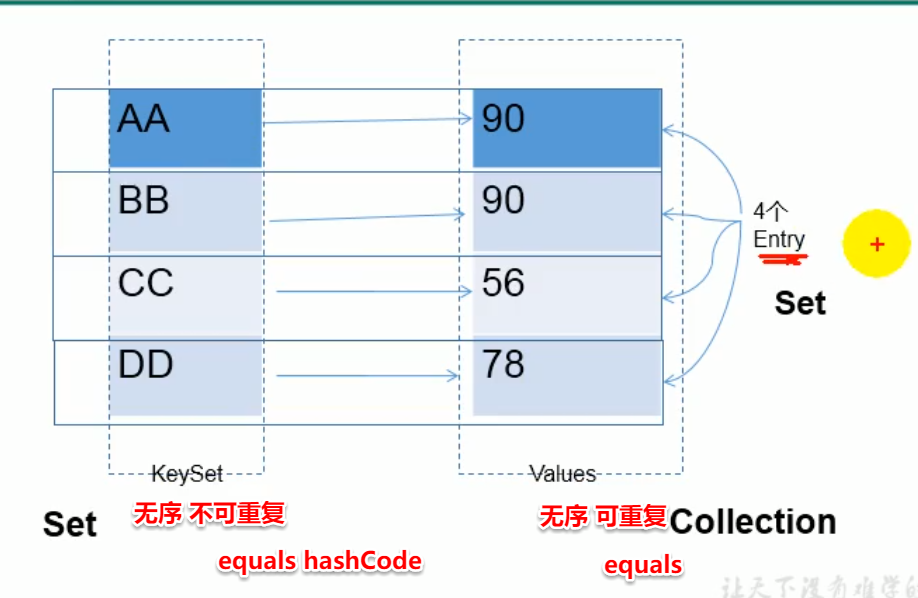 AA
90
BB
90
CC
56
DD
78
4个
Entry
Set
KeySet
Values
Set
无序 不可重复
无序 可重复
Collection
equals hashCode
equals
让天下没有难学的